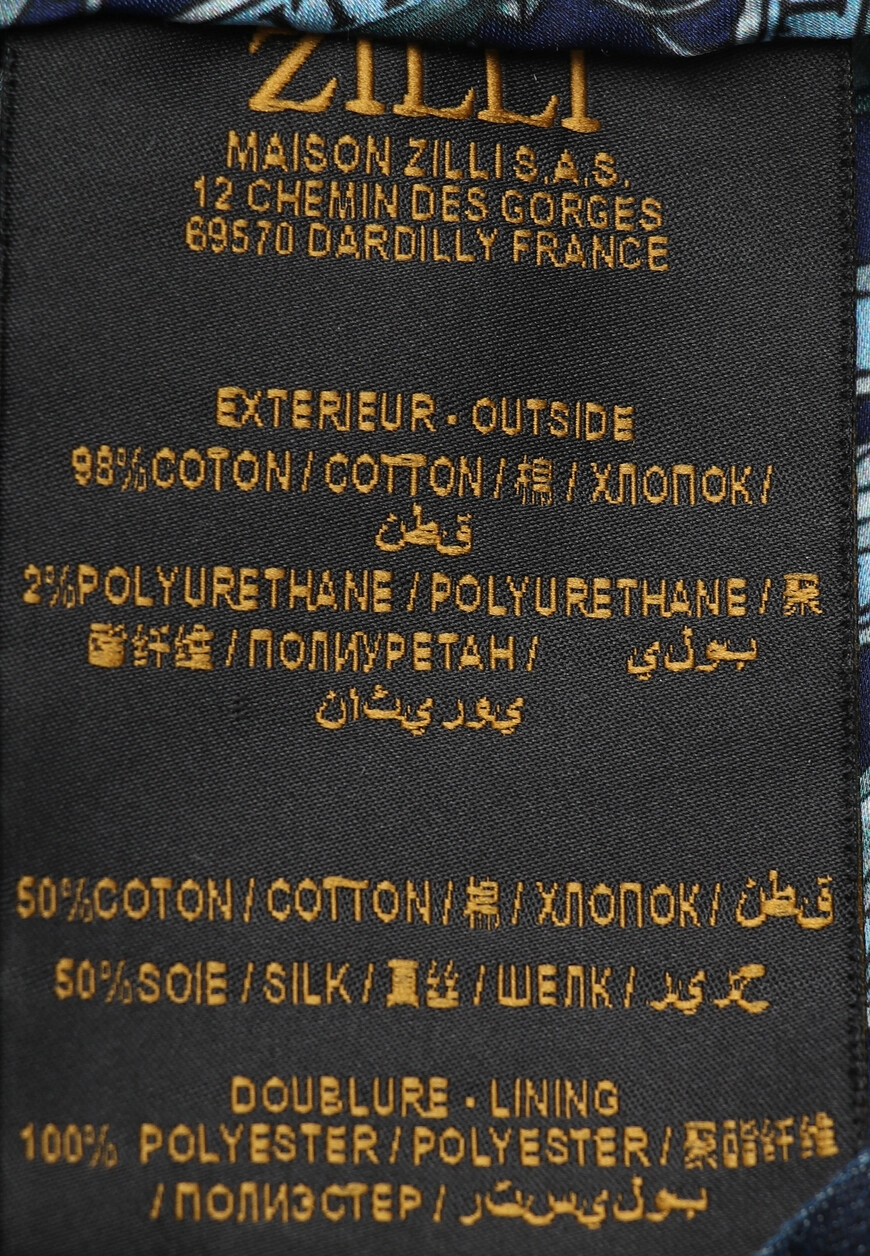 ZILLI
MAISON ZILLI S.A.S.
12 CHEMIN DES GORGES
69570 DARDILLY FRANCE
EXTERIEUR - OUTSIDE
98% COTON / COTTON / 棉 / ХЛОПОК /
قطن
2% POLYURETHANE / POLYURETHANE / 聚
酯纤维 / ПОЛИУРЕТАН / بولي
يوريثان
50% COTON / COTTON / 棉 / ХЛОПОК / قطن
50% SOIE / SILK / 真丝 / ШЕЛК / حرير
DOUBLURE - LINING
100% POLYESTER / POLYESTER / 聚酯纤维
/ ПОЛИЭСТЕР / بوليستر